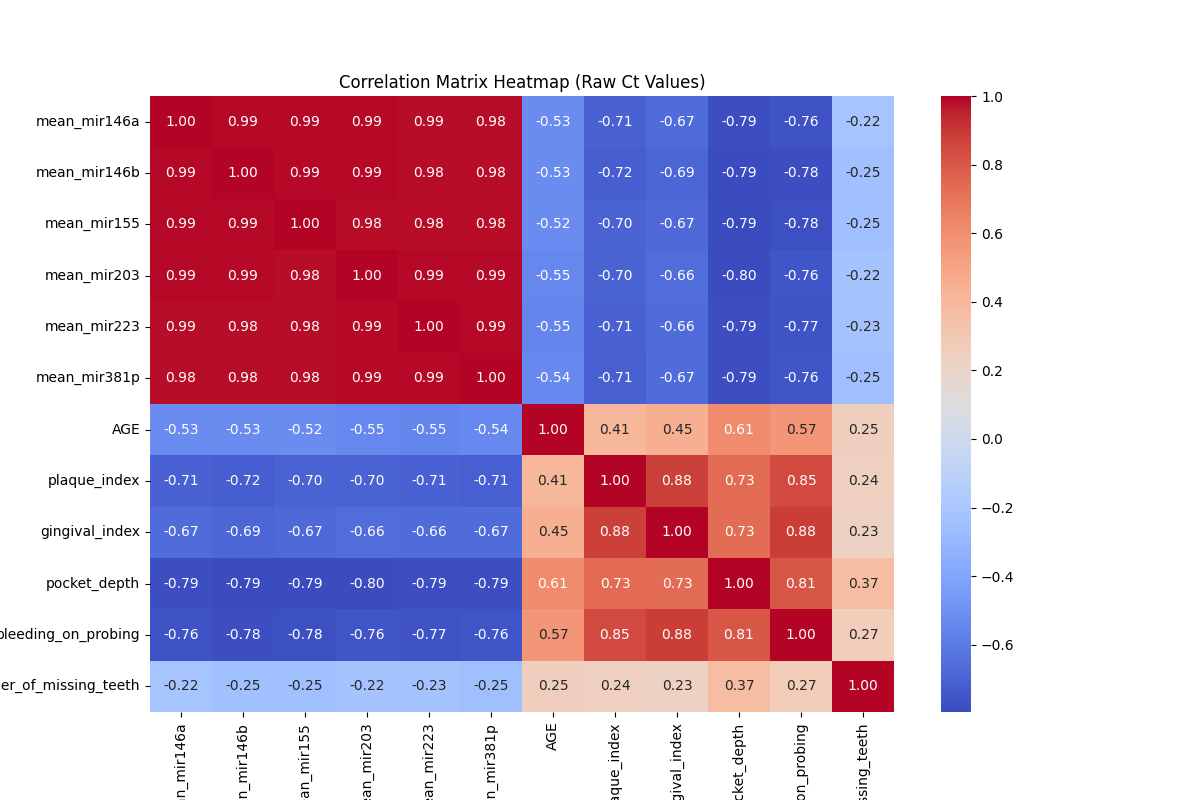 Correlation Matrix Heatmap (Raw Ct Values)
mean_mir146a 1.00 0.99 0.99 0.99 0.99 0.98 -0.53 -0.71 -0.67 -0.79 -0.76 -0.22
mean_mir146b 0.99 1.00 0.99 0.99 0.98 0.98 -0.53 -0.72 -0.69 -0.79 -0.78 -0.25
mean_mir155 0.99 0.99 1.00 0.98 0.98 0.98 -0.52 -0.70 -0.67 -0.79 -0.78 -0.25
mean_mir203 0.99 0.99 0.98 1.00 0.99 0.99 -0.55 -0.70 -0.66 -0.80 -0.76 -0.22
mean_mir223 0.99 0.98 0.98 0.99 1.00 0.99 -0.55 -0.71 -0.66 -0.79 -0.77 -0.23
mean_mir381p 0.98 0.98 0.98 0.99 0.99 1.00 -0.54 -0.71 -0.67 -0.79 -0.76 -0.25
AGE -0.53 -0.53 -0.52 -0.55 -0.55 -0.54 1.00 0.41 0.45 0.61 0.57 0.25
plaque_index -0.71 -0.72 -0.70 -0.70 -0.71 -0.71 0.41 1.00 0.88 0.73 0.85 0.24
gingival_index -0.67 -0.69 -0.67 -0.66 -0.66 -0.67 0.45 0.88 1.00 0.73 0.88 0.23
pocket_depth -0.79 -0.79 -0.79 -0.80 -0.79 -0.79 0.61 0.73 0.73 1.00 0.81 0.37
bleeding_on_probing -0.76 -0.78 -0.78 -0.76 -0.77 -0.76 0.57 0.85 0.88 0.81 1.00 0.27
er_of_missing_teeth -0.22 -0.25 -0.25 -0.22 -0.23 -0.25 0.25 0.24 0.23 0.37 0.27 1.00
an_mir146a
n_mir146b
ean_mir155
ean_mir203
ean_mir223
n_mir381p
AGE
aque_index
gival_index
cket_depth
on_probing
ssing_teeth
1.0
0.8
0.6
0.4
0.2
0.0
−0.2
−0.4
−0.6